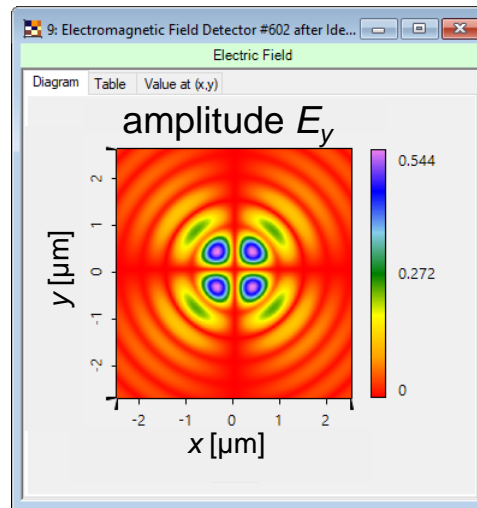 9: Electromagnetic Field Detector #602 after Ide...
Electric Field
Diagram Table Value at (x,y)
amplitude Ey
0.544
0.272
0
y [µm]
2
1
0
-1
-2
-2 -1 0 1 2
x [µm]